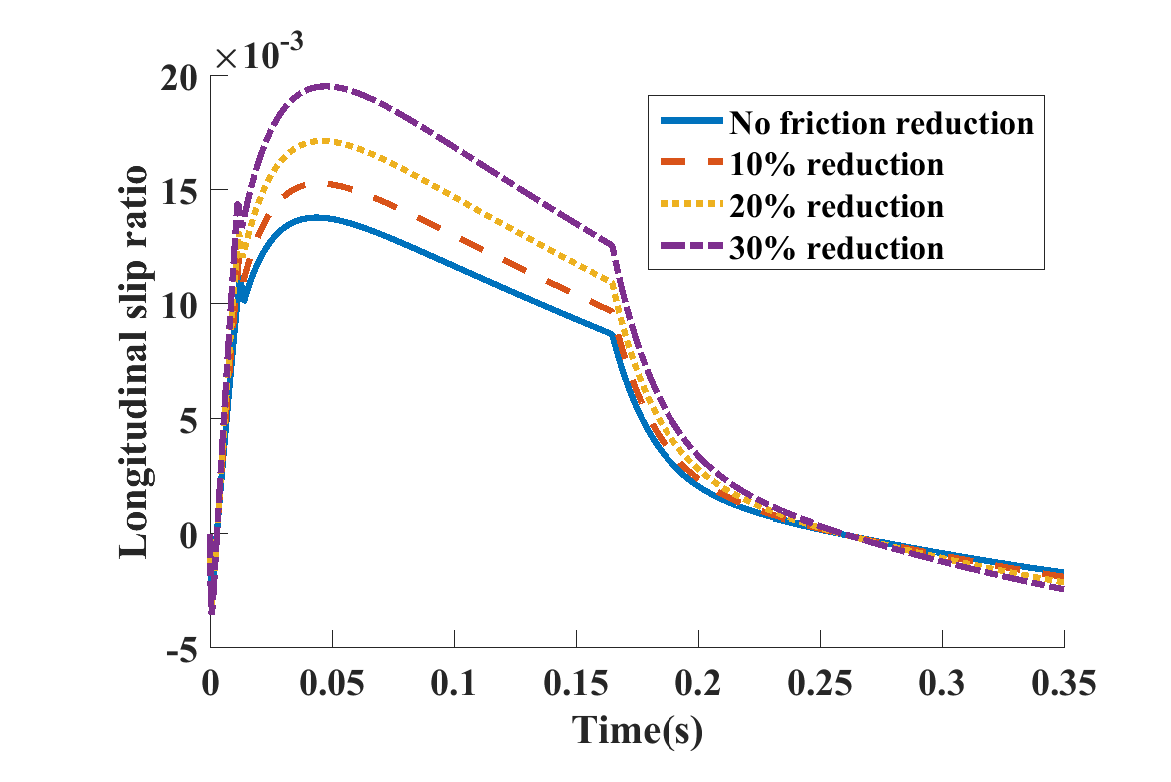 ×10⁻³
20
15
10
5
0
-5
Longitudinal slip ratio
No friction reduction
10% reduction
20% reduction
30% reduction
0 0.05 0.1 0.15 0.2 0.25 0.3 0.35
Time(s)